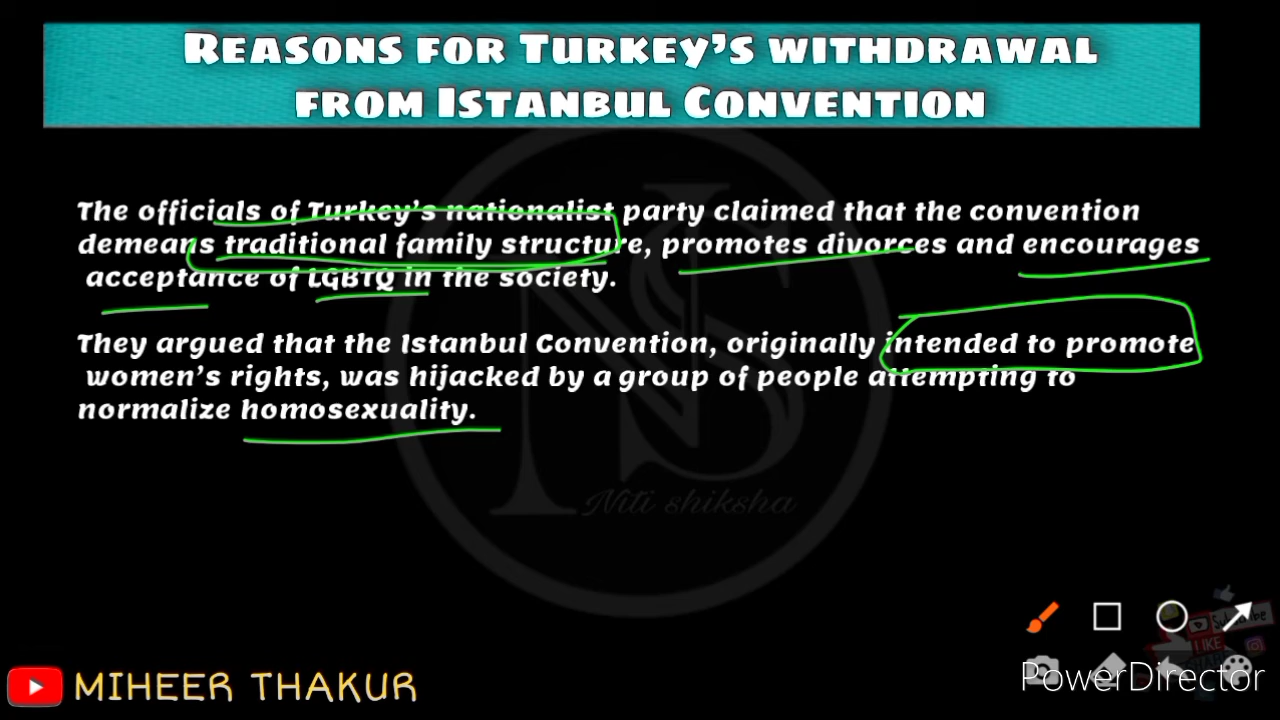 REASONS FOR TURKEY'S WITHDRAWAL
FROM ISTANBUL CONVENTION
The officials of Turkey's nationalist party claimed that the convention
demeans traditional family structure, promotes divorces and encourages
acceptance of LGBTQ in the society.
They argued that the Istanbul Convention, originally intended to promote
women's rights, was hijacked by a group of people attempting to
normalize homosexuality.
NS
Niti shiksha
Subscribe
LIKE
MIHEER THAKUR
PowerDirector